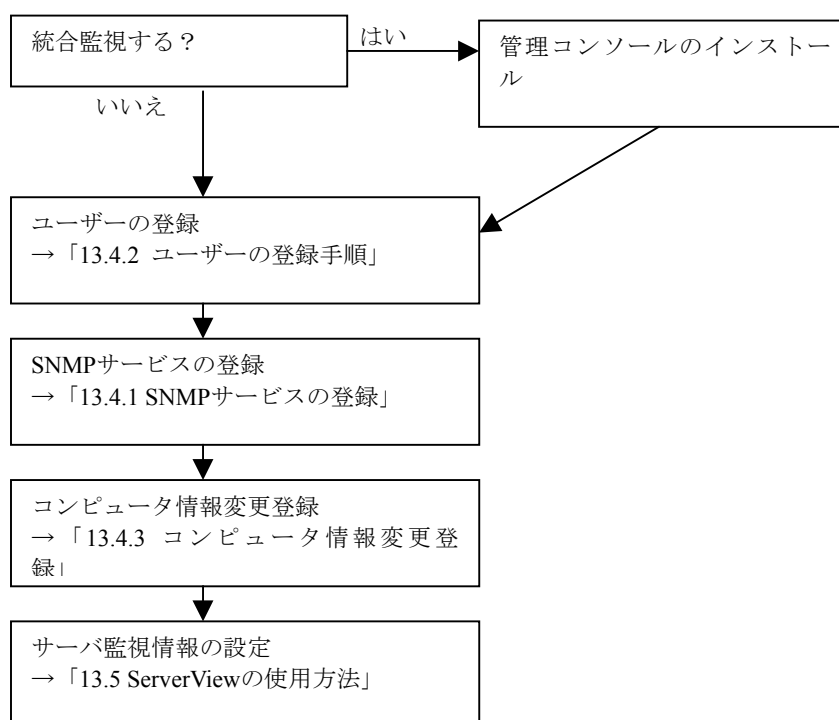 統合監視する？
はい
管理コンソールのインストー
ル
いいえ
ユーザーの登録
→「13.4.2 ユーザーの登録手順」
SNMPサービスの登録
→「13.4.1 SNMPサービスの登録」
コンピュータ情報変更登録
→「13.4.3 コンピュータ情報変更登
録」
サーバ監視情報の設定
→「13.5 ServerViewの使用方法」